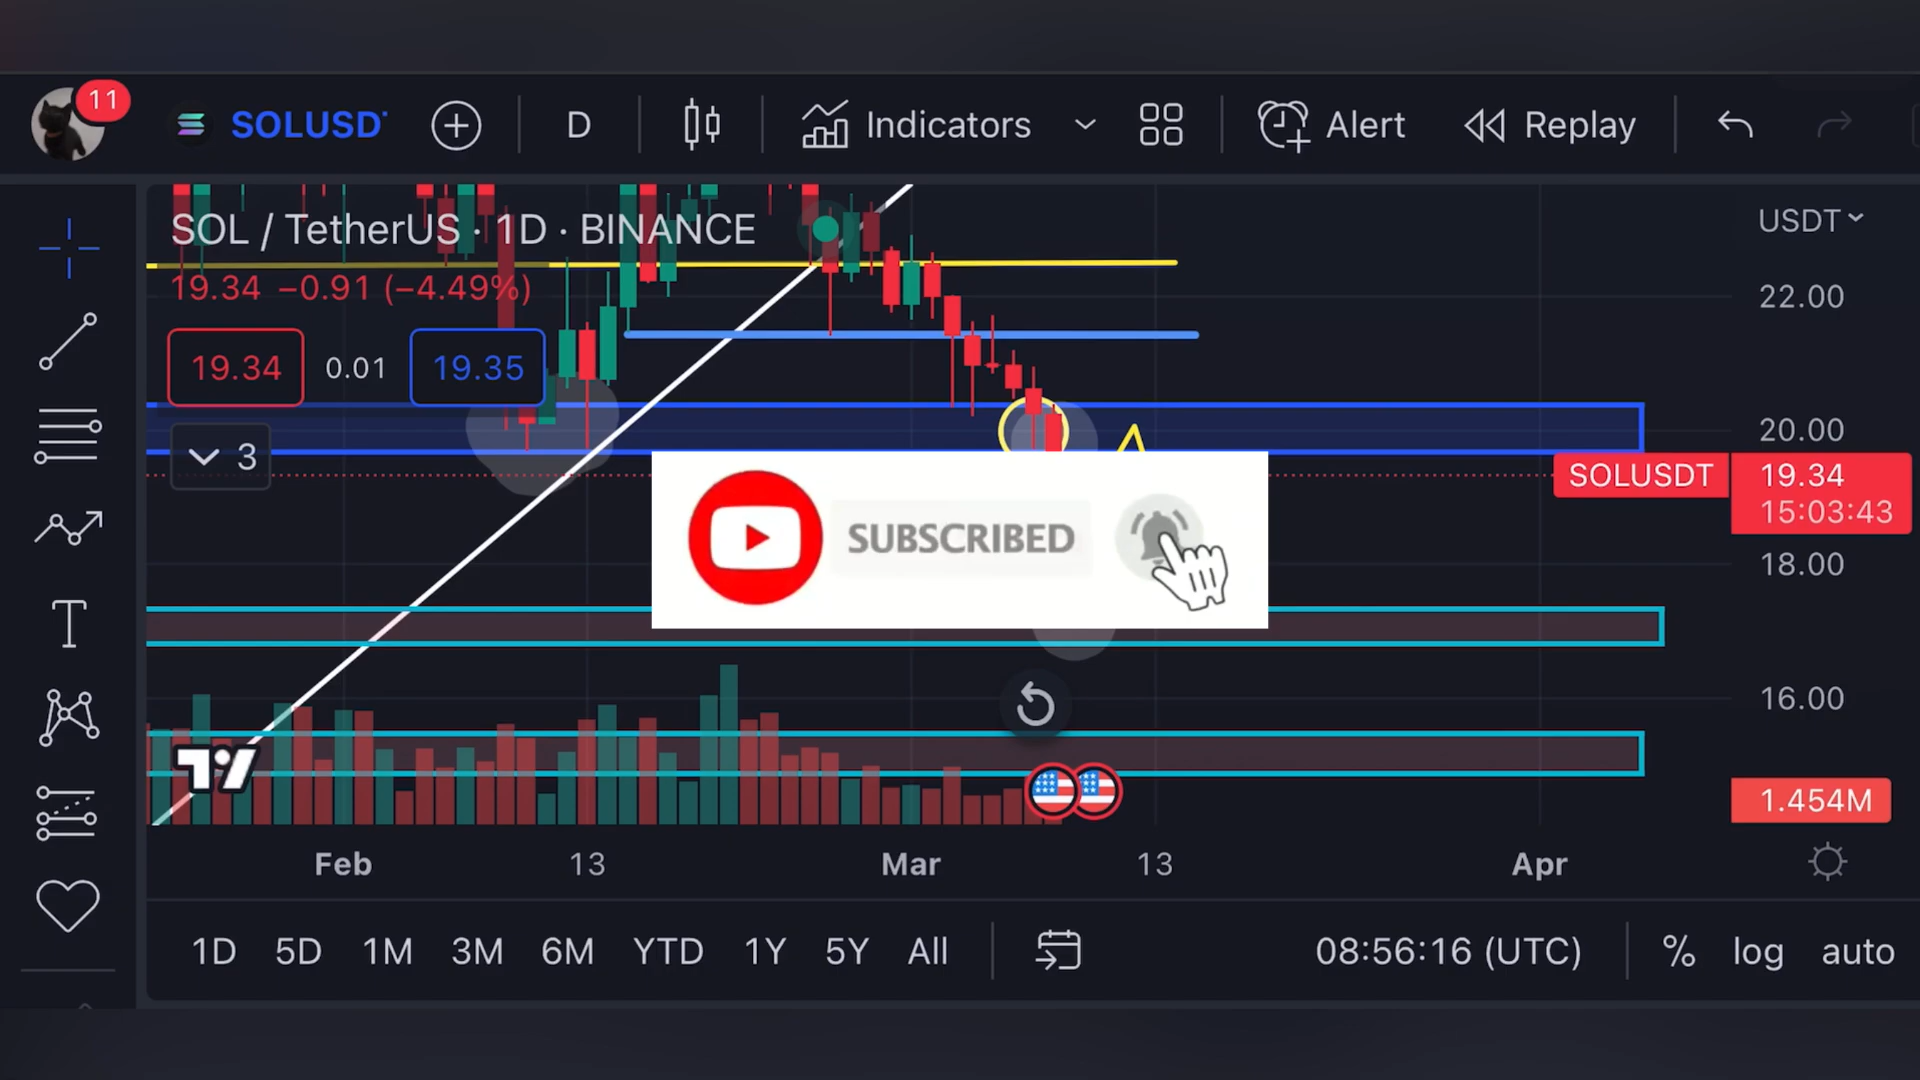 11
SOLUSD
D
Indicators
Alert
Replay
SOL / TetherUS · 1D · BINANCE
USDT
19.34 −0.91 (−4.49%)
22.00
19.34
0.01
19.35
20.00
3
SOLUSDT
19.34
15:03:43
SUBSCRIBED
18.00
T
16.00
1.454M
Feb
13
Mar
13
Apr
1D 5D 1M 3M 6M YTD 1Y 5Y All
08:56:16 (UTC)
%
log
auto